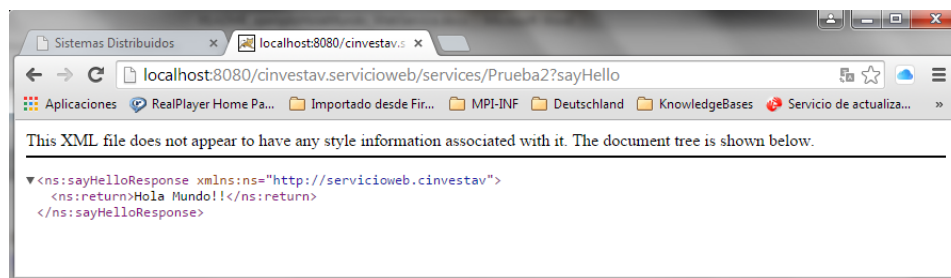 Sistemas Distribuidos
localhost:8080/cinvestav.s
localhost:8080/cinvestav.servicioweb/services/Prueba2?sayHello
Aplicaciones RealPlayer Home Pa... Importado desde Fir... MPI-INF Deutschland KnowledgeBases Servicio de actualiza... »
This XML file does not appear to have any style information associated with it. The document tree is shown below.
▼<ns:sayHelloResponse xmlns:ns="http://servicioweb.cinvestav">
<ns:return>Hola Mundo!!</ns:return>
</ns:sayHelloResponse>